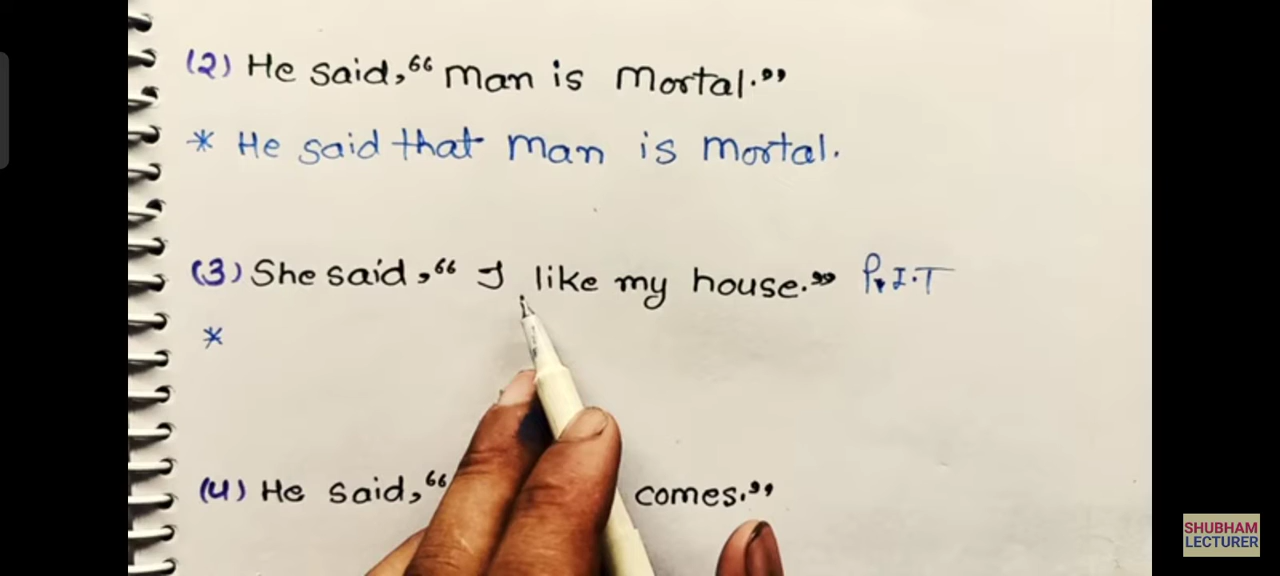 (2) He said, "Man is Mortal."
* He said that Man is Mortal.
(3) She said, "I like my house." P.I.T
*
(4) He said, " comes."
SHUBHAM
LECTURER